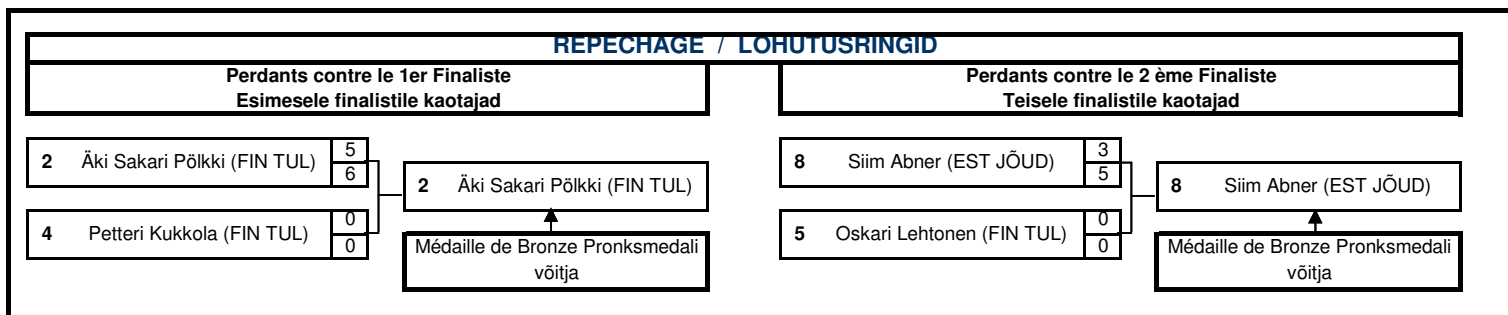 REPECHAGE / LOHUTUSRINGID
Perdants contre le 1er Finaliste
Esimesele finalistile kaotajad
Perdants contre le 2 ème Finaliste
Teisele finalistile kaotajad
2 Äki Sakari Pölkki (FIN TUL) 5
6
2 Äki Sakari Pölkki (FIN TUL)
4 Petteri Kukkola (FIN TUL) 0
0
Médaille de Bronze Pronksmedali
võitja
8 Siim Abner (EST JÕUD) 3
5
8 Siim Abner (EST JÕUD)
5 Oskari Lehtonen (FIN TUL) 0
0
Médaille de Bronze Pronksmedali
võitja